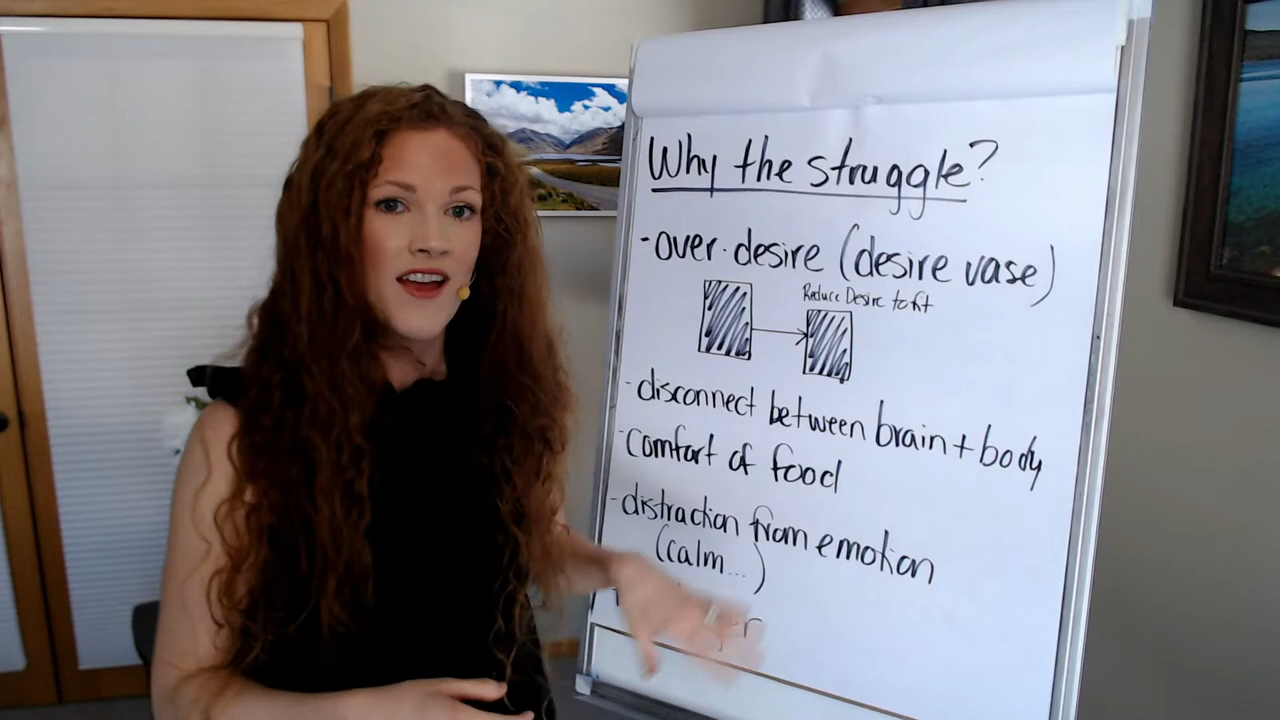 Why the struggle?
- over-desire (desire vase)
Reduce Desire to fit
- disconnect between brain + body
- comfort of food
- distraction from emotion
(calm...)